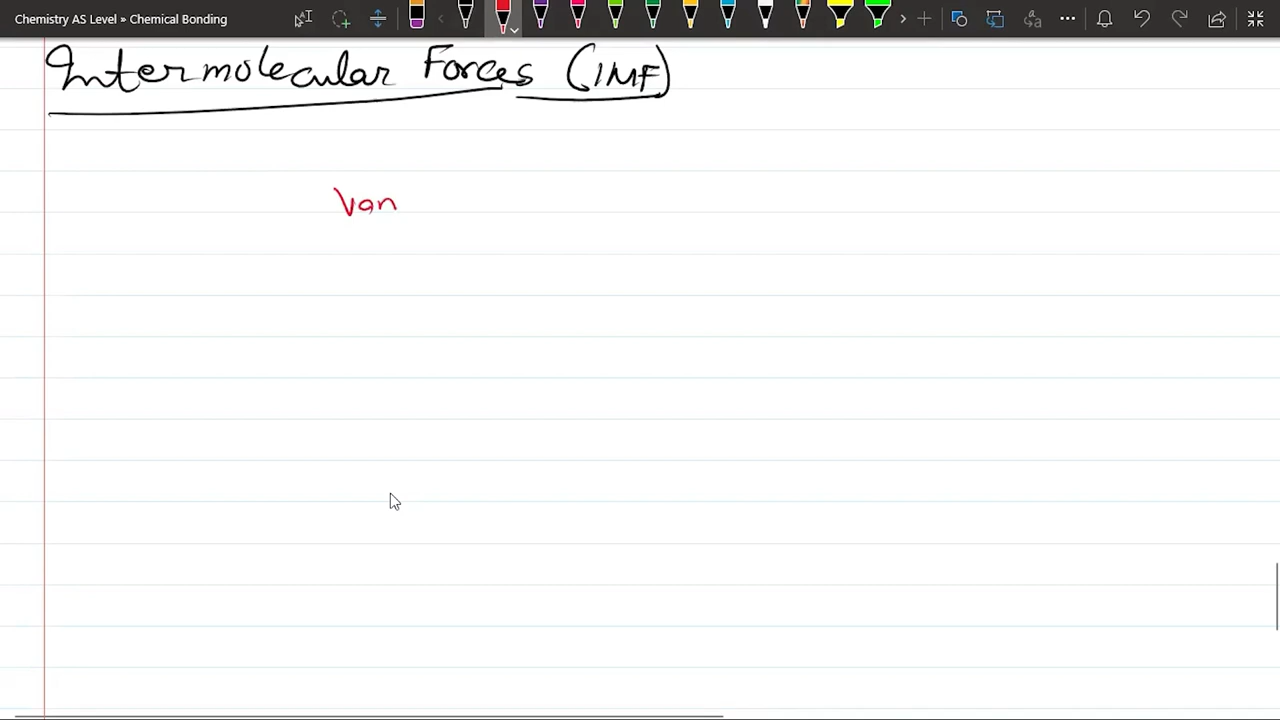 Chemistry AS Level » Chemical Bonding
Intermolecular Forces (IMF)
Van